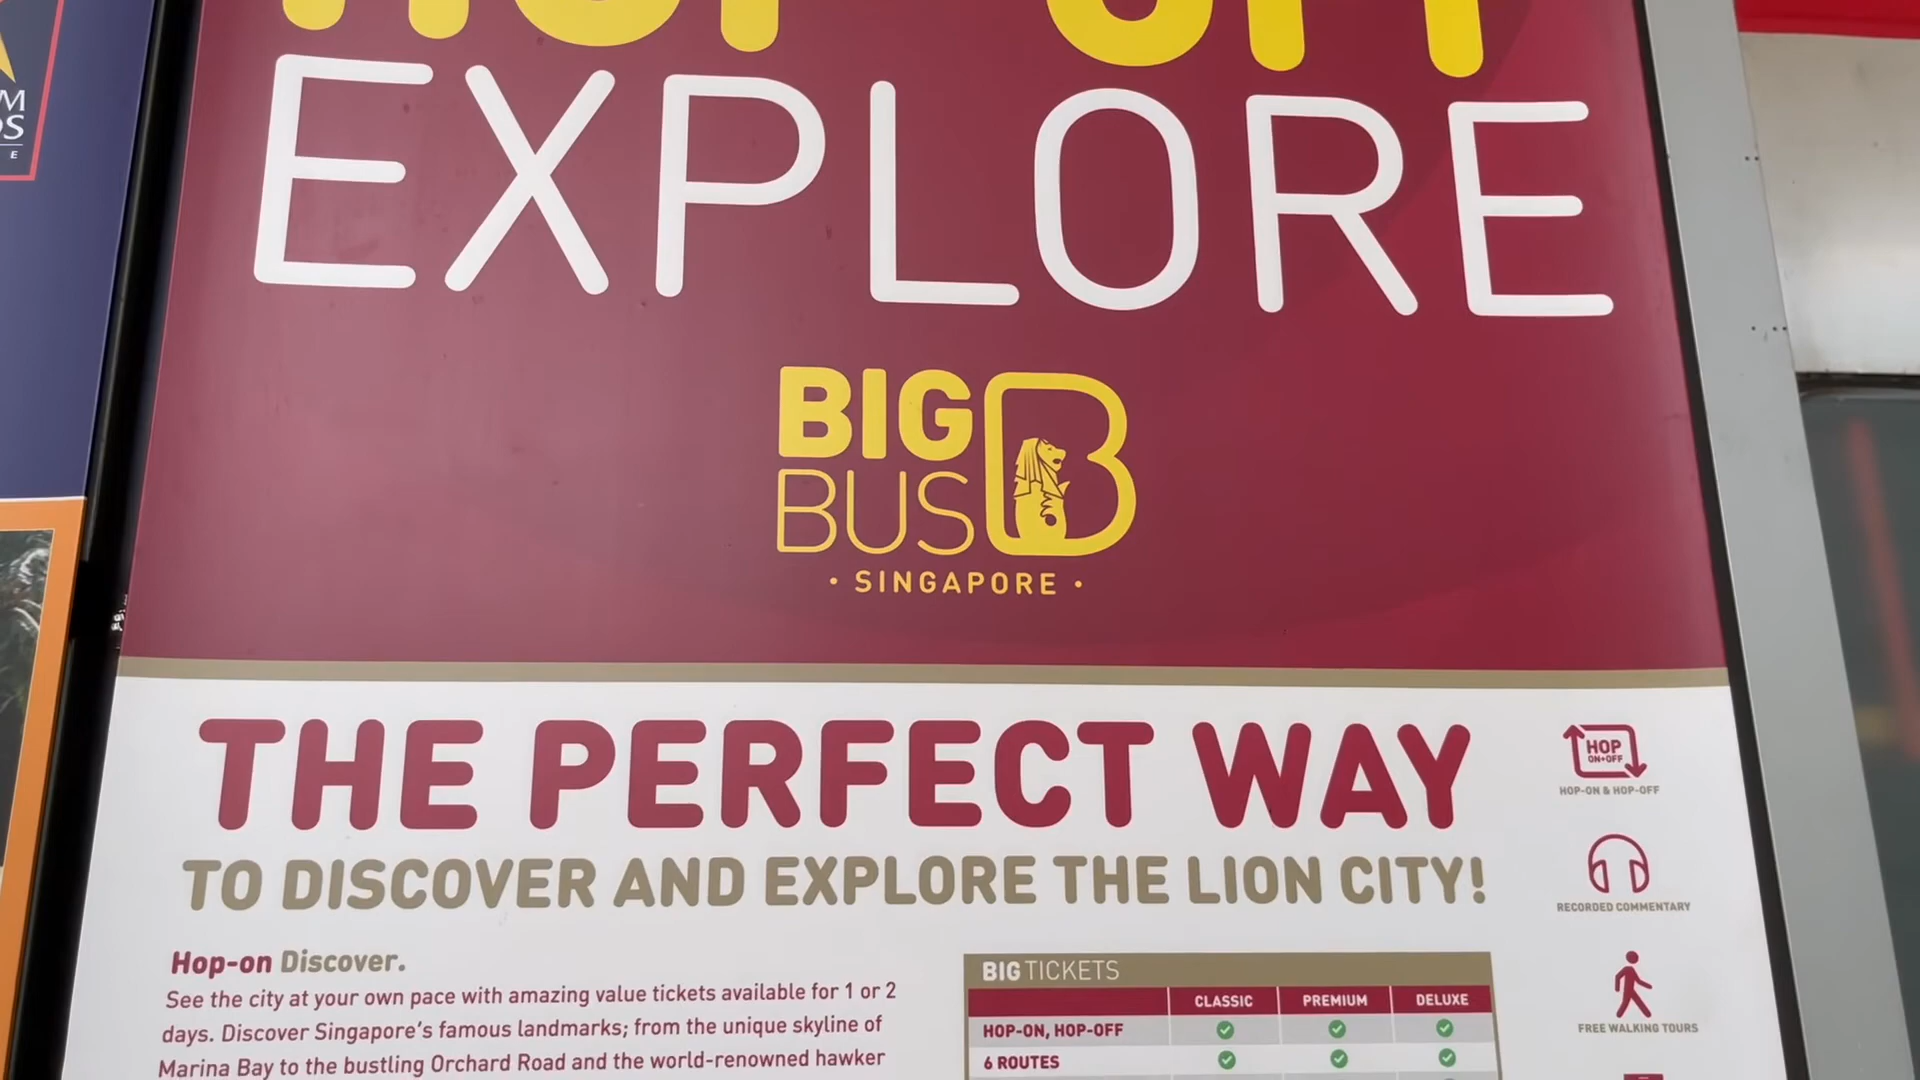 HOP-OFF
EXPLORE
BIG
BUS
· SINGAPORE ·
THE PERFECT WAY
TO DISCOVER AND EXPLORE THE LION CITY!
HOP
ON+OFF
HOP-ON & HOP-OFF
RECORDED COMMENTARY
FREE WALKING TOURS
Hop-on Discover.
See the city at your own pace with amazing value tickets available for 1 or 2
days. Discover Singapore's famous landmarks; from the unique skyline of
Marina Bay to the bustling Orchard Road and the world-renowned hawker
BIG TICKETS
CLASSIC PREMIUM DELUXE
HOP-ON, HOP-OFF
6 ROUTES